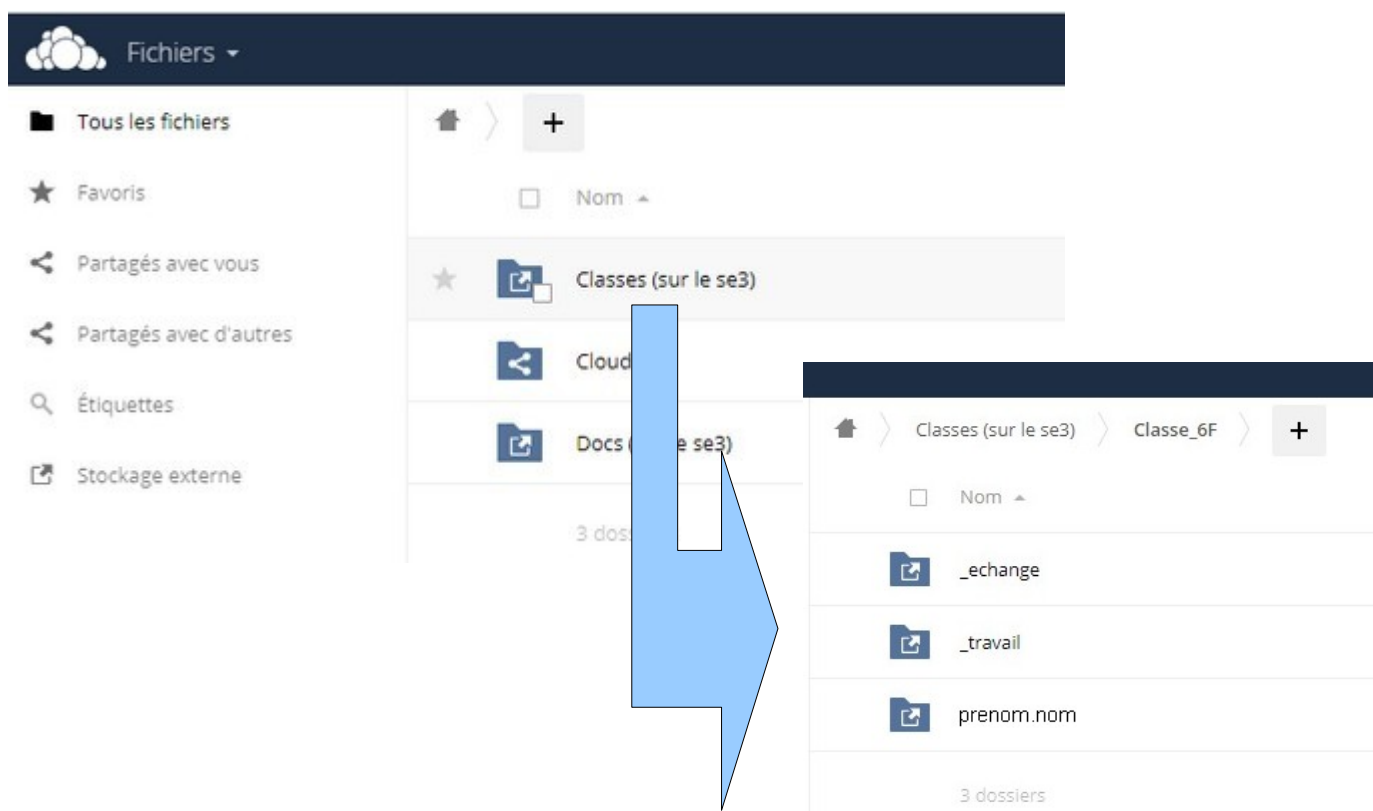 Fichiers
Tous les fichiers
Favoris
Partagés avec vous
Partagés avec d'autres
Étiquettes
Stockage externe
+
Nom
Classes (sur le se3)
Cloud
Docs ( e se3)
3
Classes (sur le se3) Classe_6F +
Nom
_echange
_travail
prenom.nom
3 dossiers